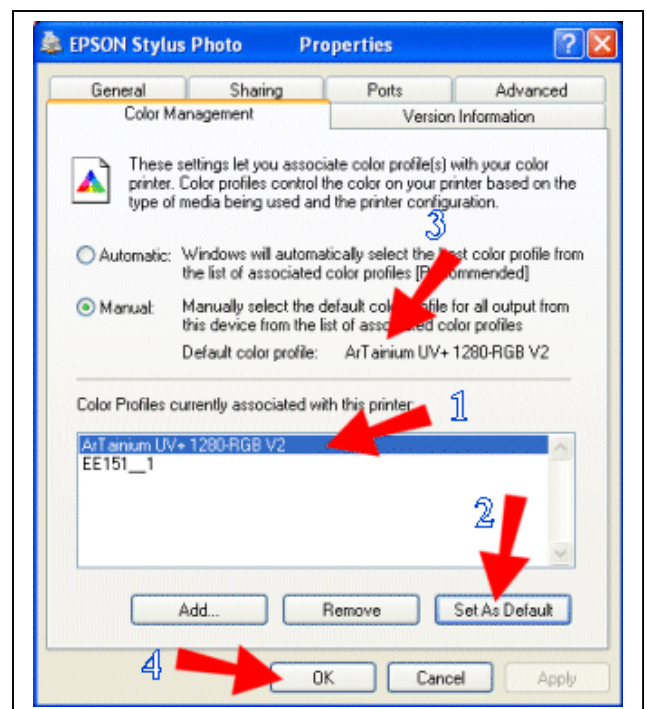 EPSON Stylus Photo Properties
General Sharing Ports Advanced
Color Management Version Information
These settings let you associate color profile(s) with your color
printer. Color profiles control the color on your printer based on the
type of media being used and the printer configuration.
3
Automatic: Windows will automatically select the best color profile from
the list of associated color profiles [Recommended]
Manual: Manually select the default color profile for all output from
this device from the list of associated color profiles
Default color profile: ArTainium UV+ 1280-RGB V2
Color Profiles currently associated with this printer:
1
ArTainium UV+ 1280-RGB V2
EE151__1
2
Add... Remove Set As Default
4
OK Cancel Apply